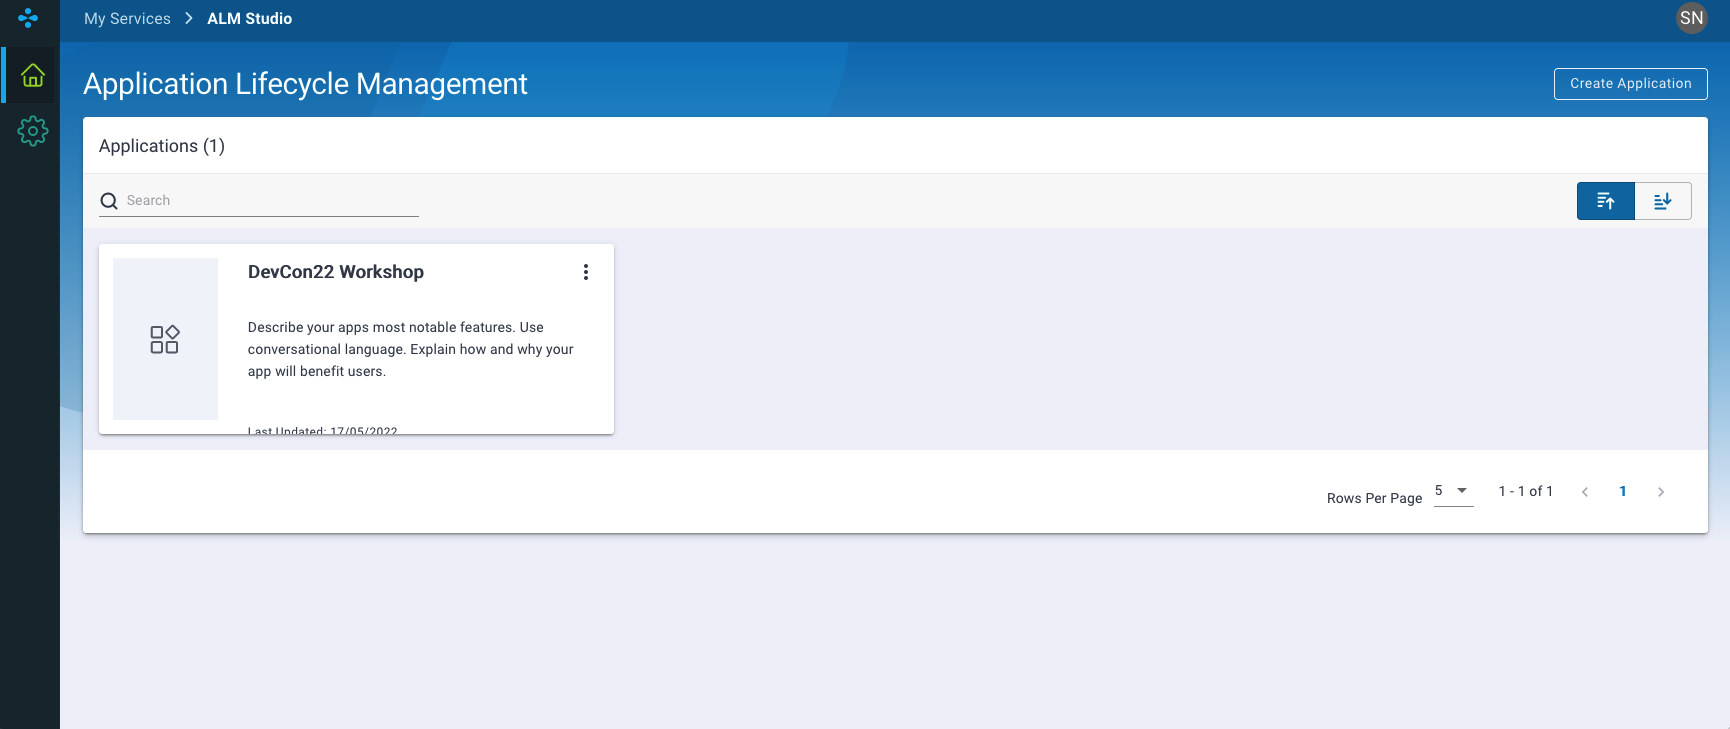 My Services > ALM Studio
SN
Application Lifecycle Management
Create Application
Applications (1)
Search
DevCon22 Workshop
Describe your apps most notable features. Use
conversational language. Explain how and why your
app will benefit users.
Last Updated: 17/05/2022
Rows Per Page 5 1 - 1 of 1 < 1 >